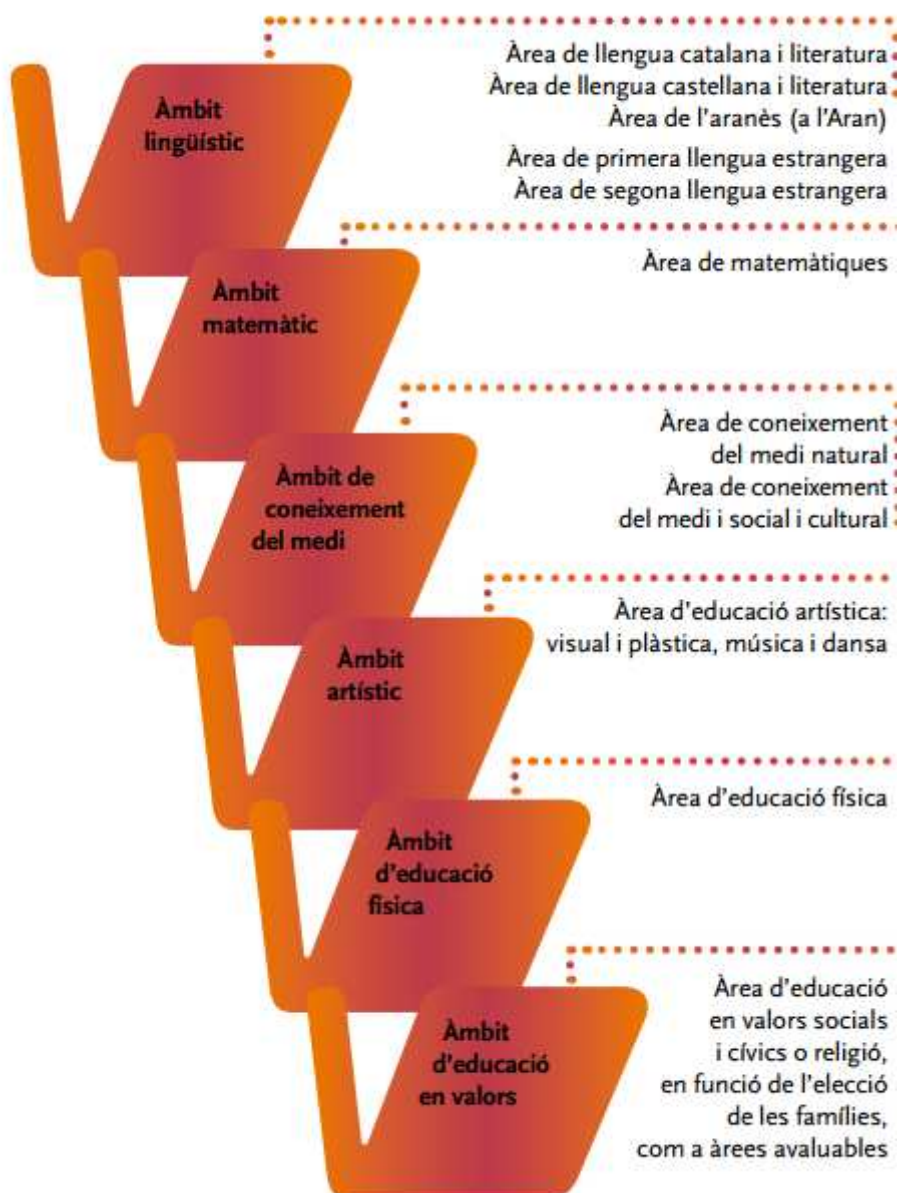 Àmbit
lingüístic
Àrea de llengua catalana i literatura
Àrea de llengua castellana i literatura
Àrea de l'aranès (a l'Aran)
Àrea de primera llengua estrangera
Àrea de segona llengua estrangera
Àmbit
matemàtic
Àrea de matemàtiques
Àmbit de
coneixement
del medi
Àrea de coneixement
del medi natural
Àrea de coneixement
del medi i social i cultural
Àmbit
artístic
Àrea d'educació artística:
visual i plàstica, música i dansa
Àmbit
d'educació
física
Àrea d'educació física
Àmbit
d'educació
en valors
Àrea d'educació
en valors socials
i cívics o religió,
en funció de l'elecció
de les famílies,
com a àrees avaluables